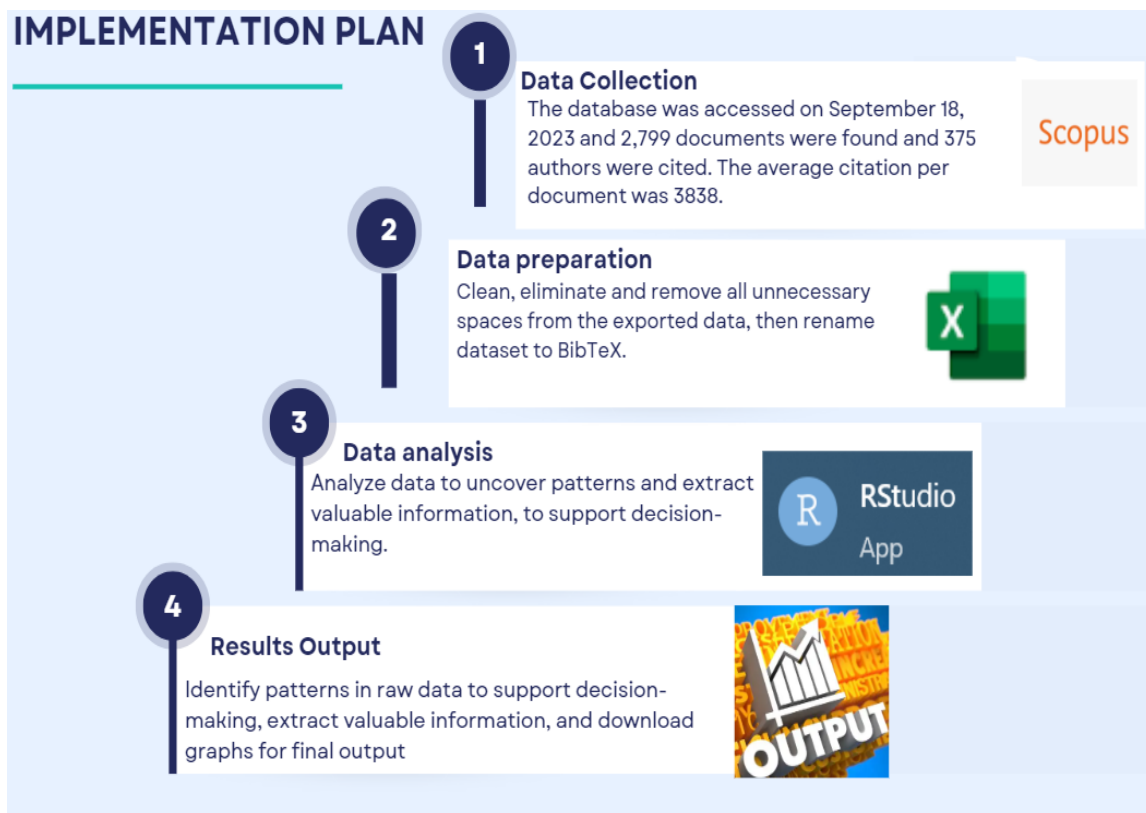 IMPLEMENTATION PLAN
1
Data Collection
The database was accessed on September 18,
2023 and 2,799 documents were found and 375
authors were cited. The average citation per
document was 3838.
Scopus
2
Data preparation
Clean, eliminate and remove all unnecessary
spaces from the exported data, then rename
dataset to BibTeX.
X
3
Data analysis
Analyze data to uncover patterns and extract
valuable information, to support decision-
making.
R
RStudio
App
4
Results Output
Identify patterns in raw data to support decision-
making, extract valuable information, and download
graphs for final output
OUTPUT